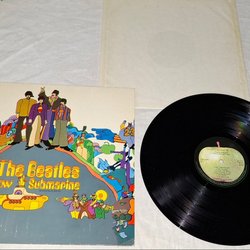 The Beatles
ow Submarine